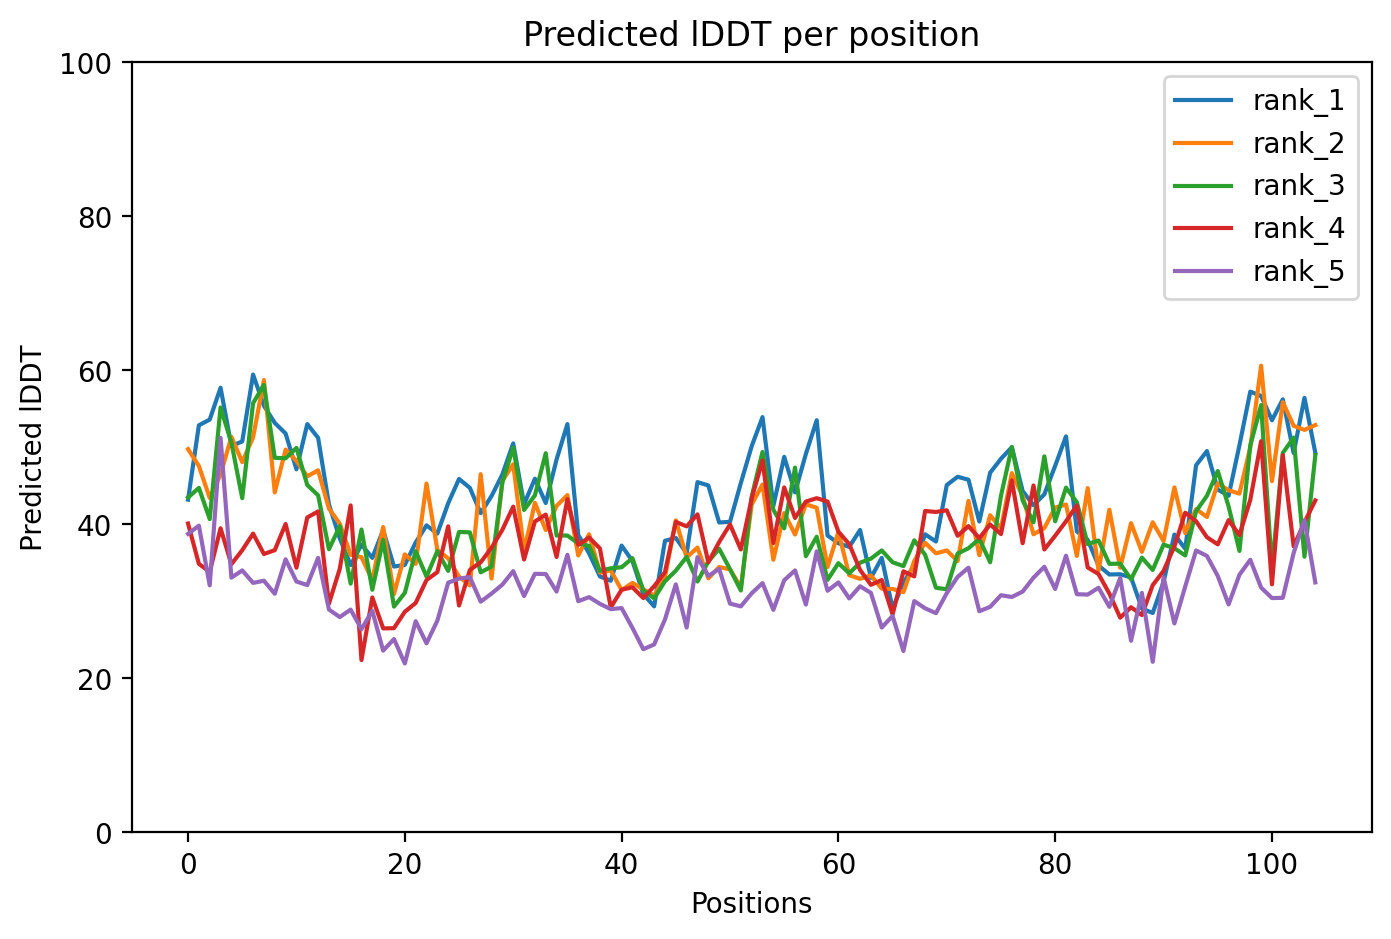 Predicted lDDT per position
100
80
60
40
20
0
Predicted lDDT
0 20 40 60 80 100
Positions
rank_1
rank_2
rank_3
rank_4
rank_5